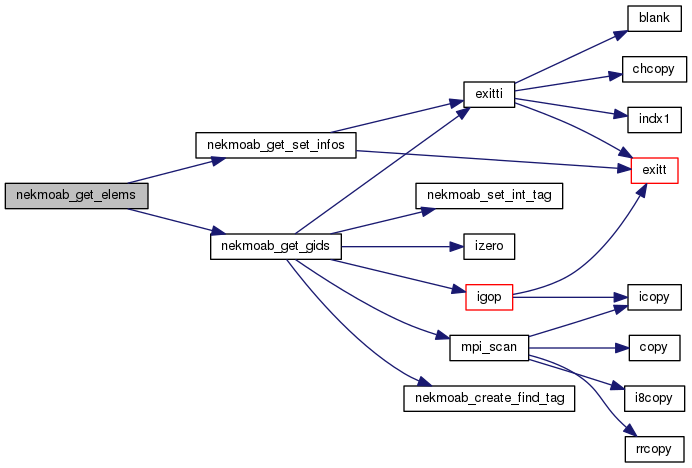 nekmoab_get_elems
nekmoab_get_set_infos
nekmoab_get_gids
exitti
nekmoab_set_int_tag
izero
igop
mpi_scan
nekmoab_create_find_tag
blank
chcopy
indx1
exitt
icopy
copy
i8copy
rrcopy